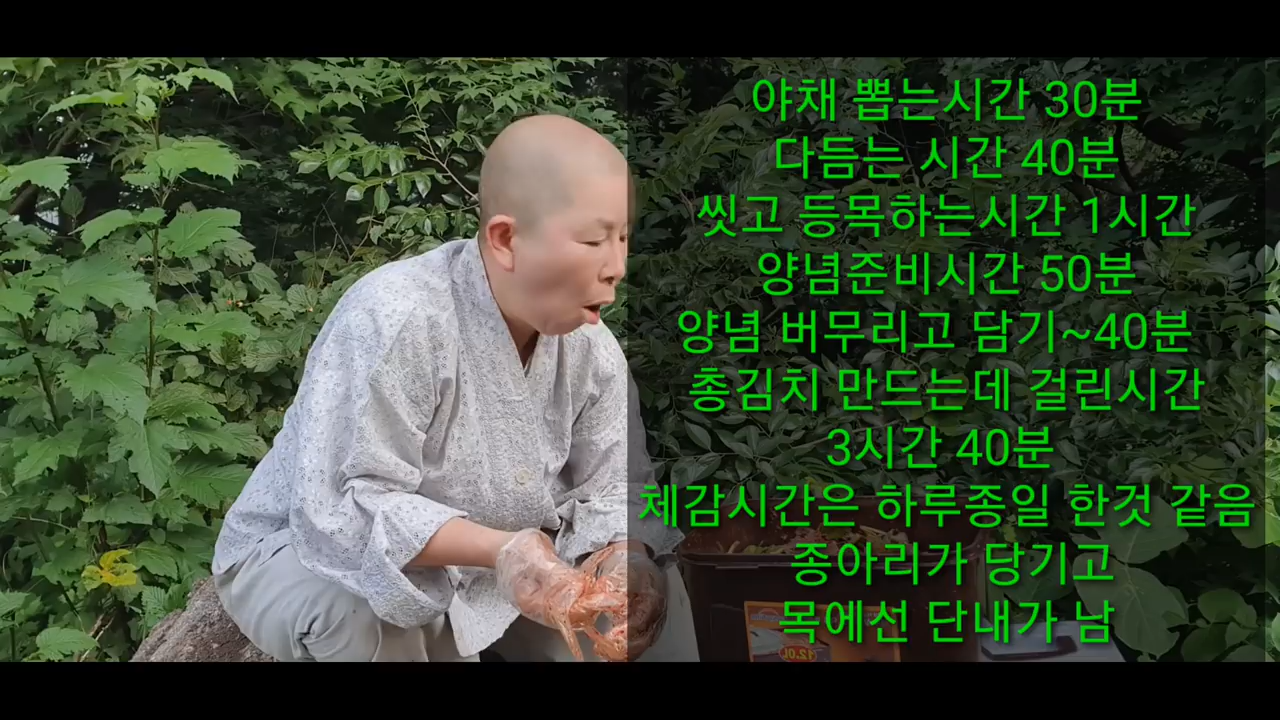 야채 뽑는시간 30분
다듬는 시간 40분
씻고 등목하는시간 1시간
양념준비시간 50분
양념 버무리고 담기~40분
총김치 만드는데 걸린시간
3시간 40분
체감시간은 하루종일 한것 같음
종아리가 당기고
목에선 단내가 남
12.0L